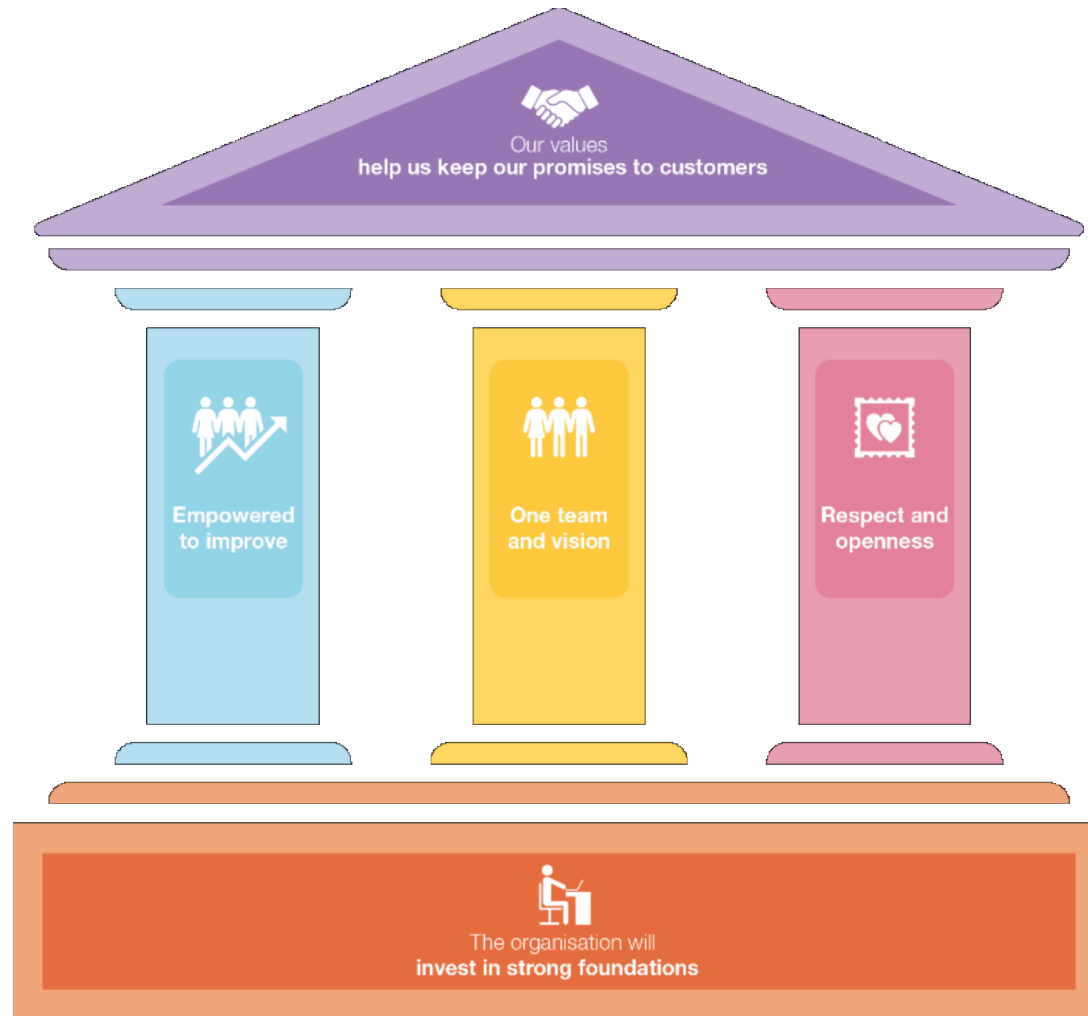 Our values
help us keep our promises to customers
Empowered
to improve
One team
and vision
Respect and
openness
The organisation will
invest in strong foundations